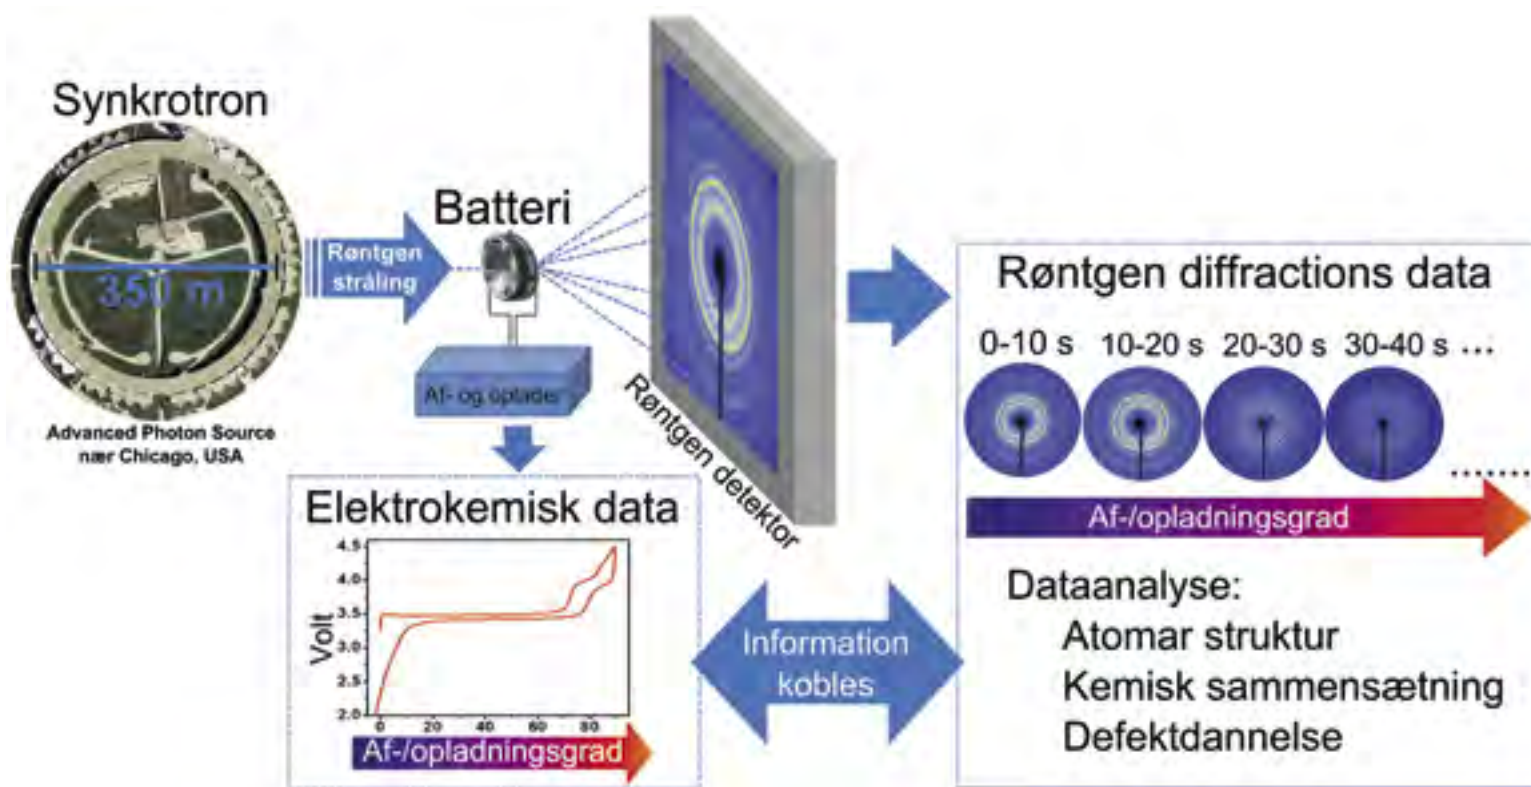 Synkrotron
350 m
Advanced Photon Source
nær Chicago, USA
Røntgen
stråling
Batteri
Af- og oplader
Røntgen detektor
Elektrokemisk data
Volt
4.5
4.0
3.5
3.0
2.5
2.0
0 20 40 60 80
Af-/opladningsgrad
Information
kobles
Røntgen diffractions data
0-10 s 10-20 s 20-30 s 30-40 s ...
Af-/opladningsgrad
Dataanalyse:
Atomar struktur
Kemisk sammensætning
Defektdannelse